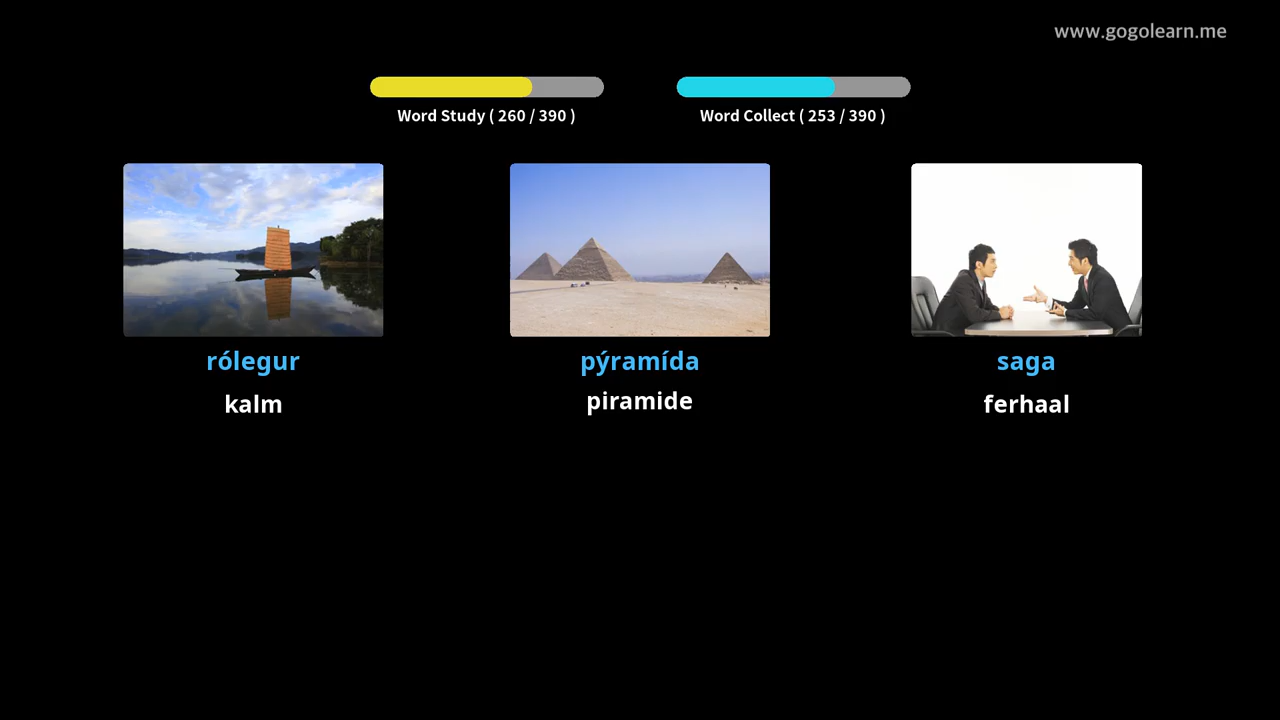 www.gogolearn.me
Word Study ( 260 / 390 )
Word Collect ( 253 / 390 )
rólegur
kalm
pýramída
piramide
saga
ferhaal